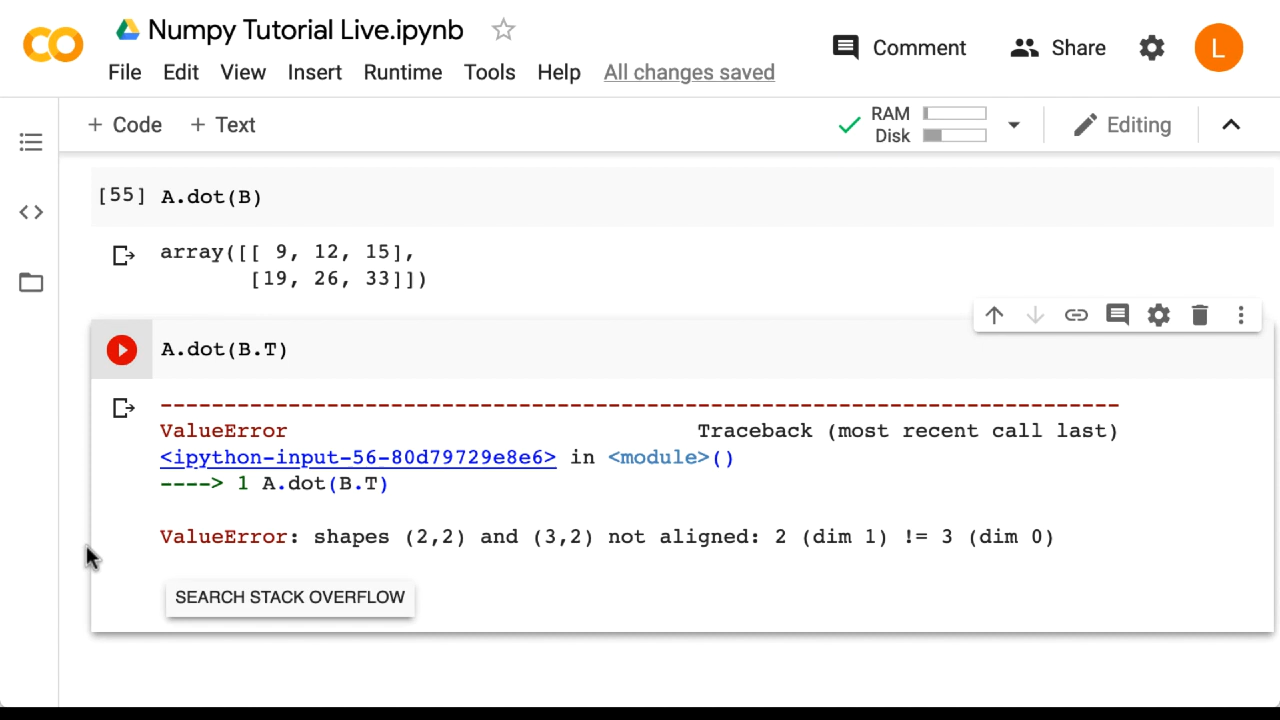 Numpy Tutorial Live.ipynb
Comment
Share
L
File Edit View Insert Runtime Tools Help All changes saved
+ Code + Text
RAM
Disk
Editing
[55] A.dot(B)
array([[ 9, 12, 15],
[19, 26, 33]])
A.dot(B.T)
---------------------------------------------------------------------------
ValueError Traceback (most recent call last)
<ipython-input-56-80d79729e8e6> in <module>()
----> 1 A.dot(B.T)
ValueError: shapes (2,2) and (3,2) not aligned: 2 (dim 1) != 3 (dim 0)
SEARCH STACK OVERFLOW